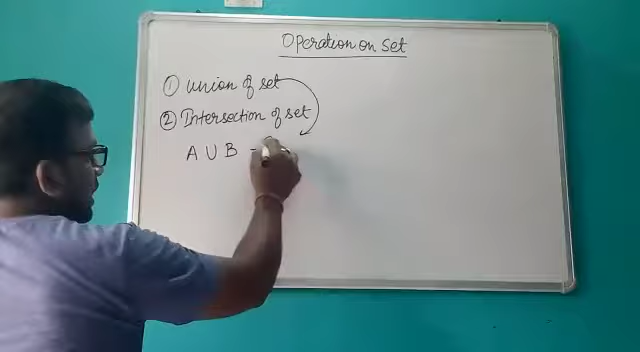 Operation on Set
① Union of set
② Intersection of set
A U B